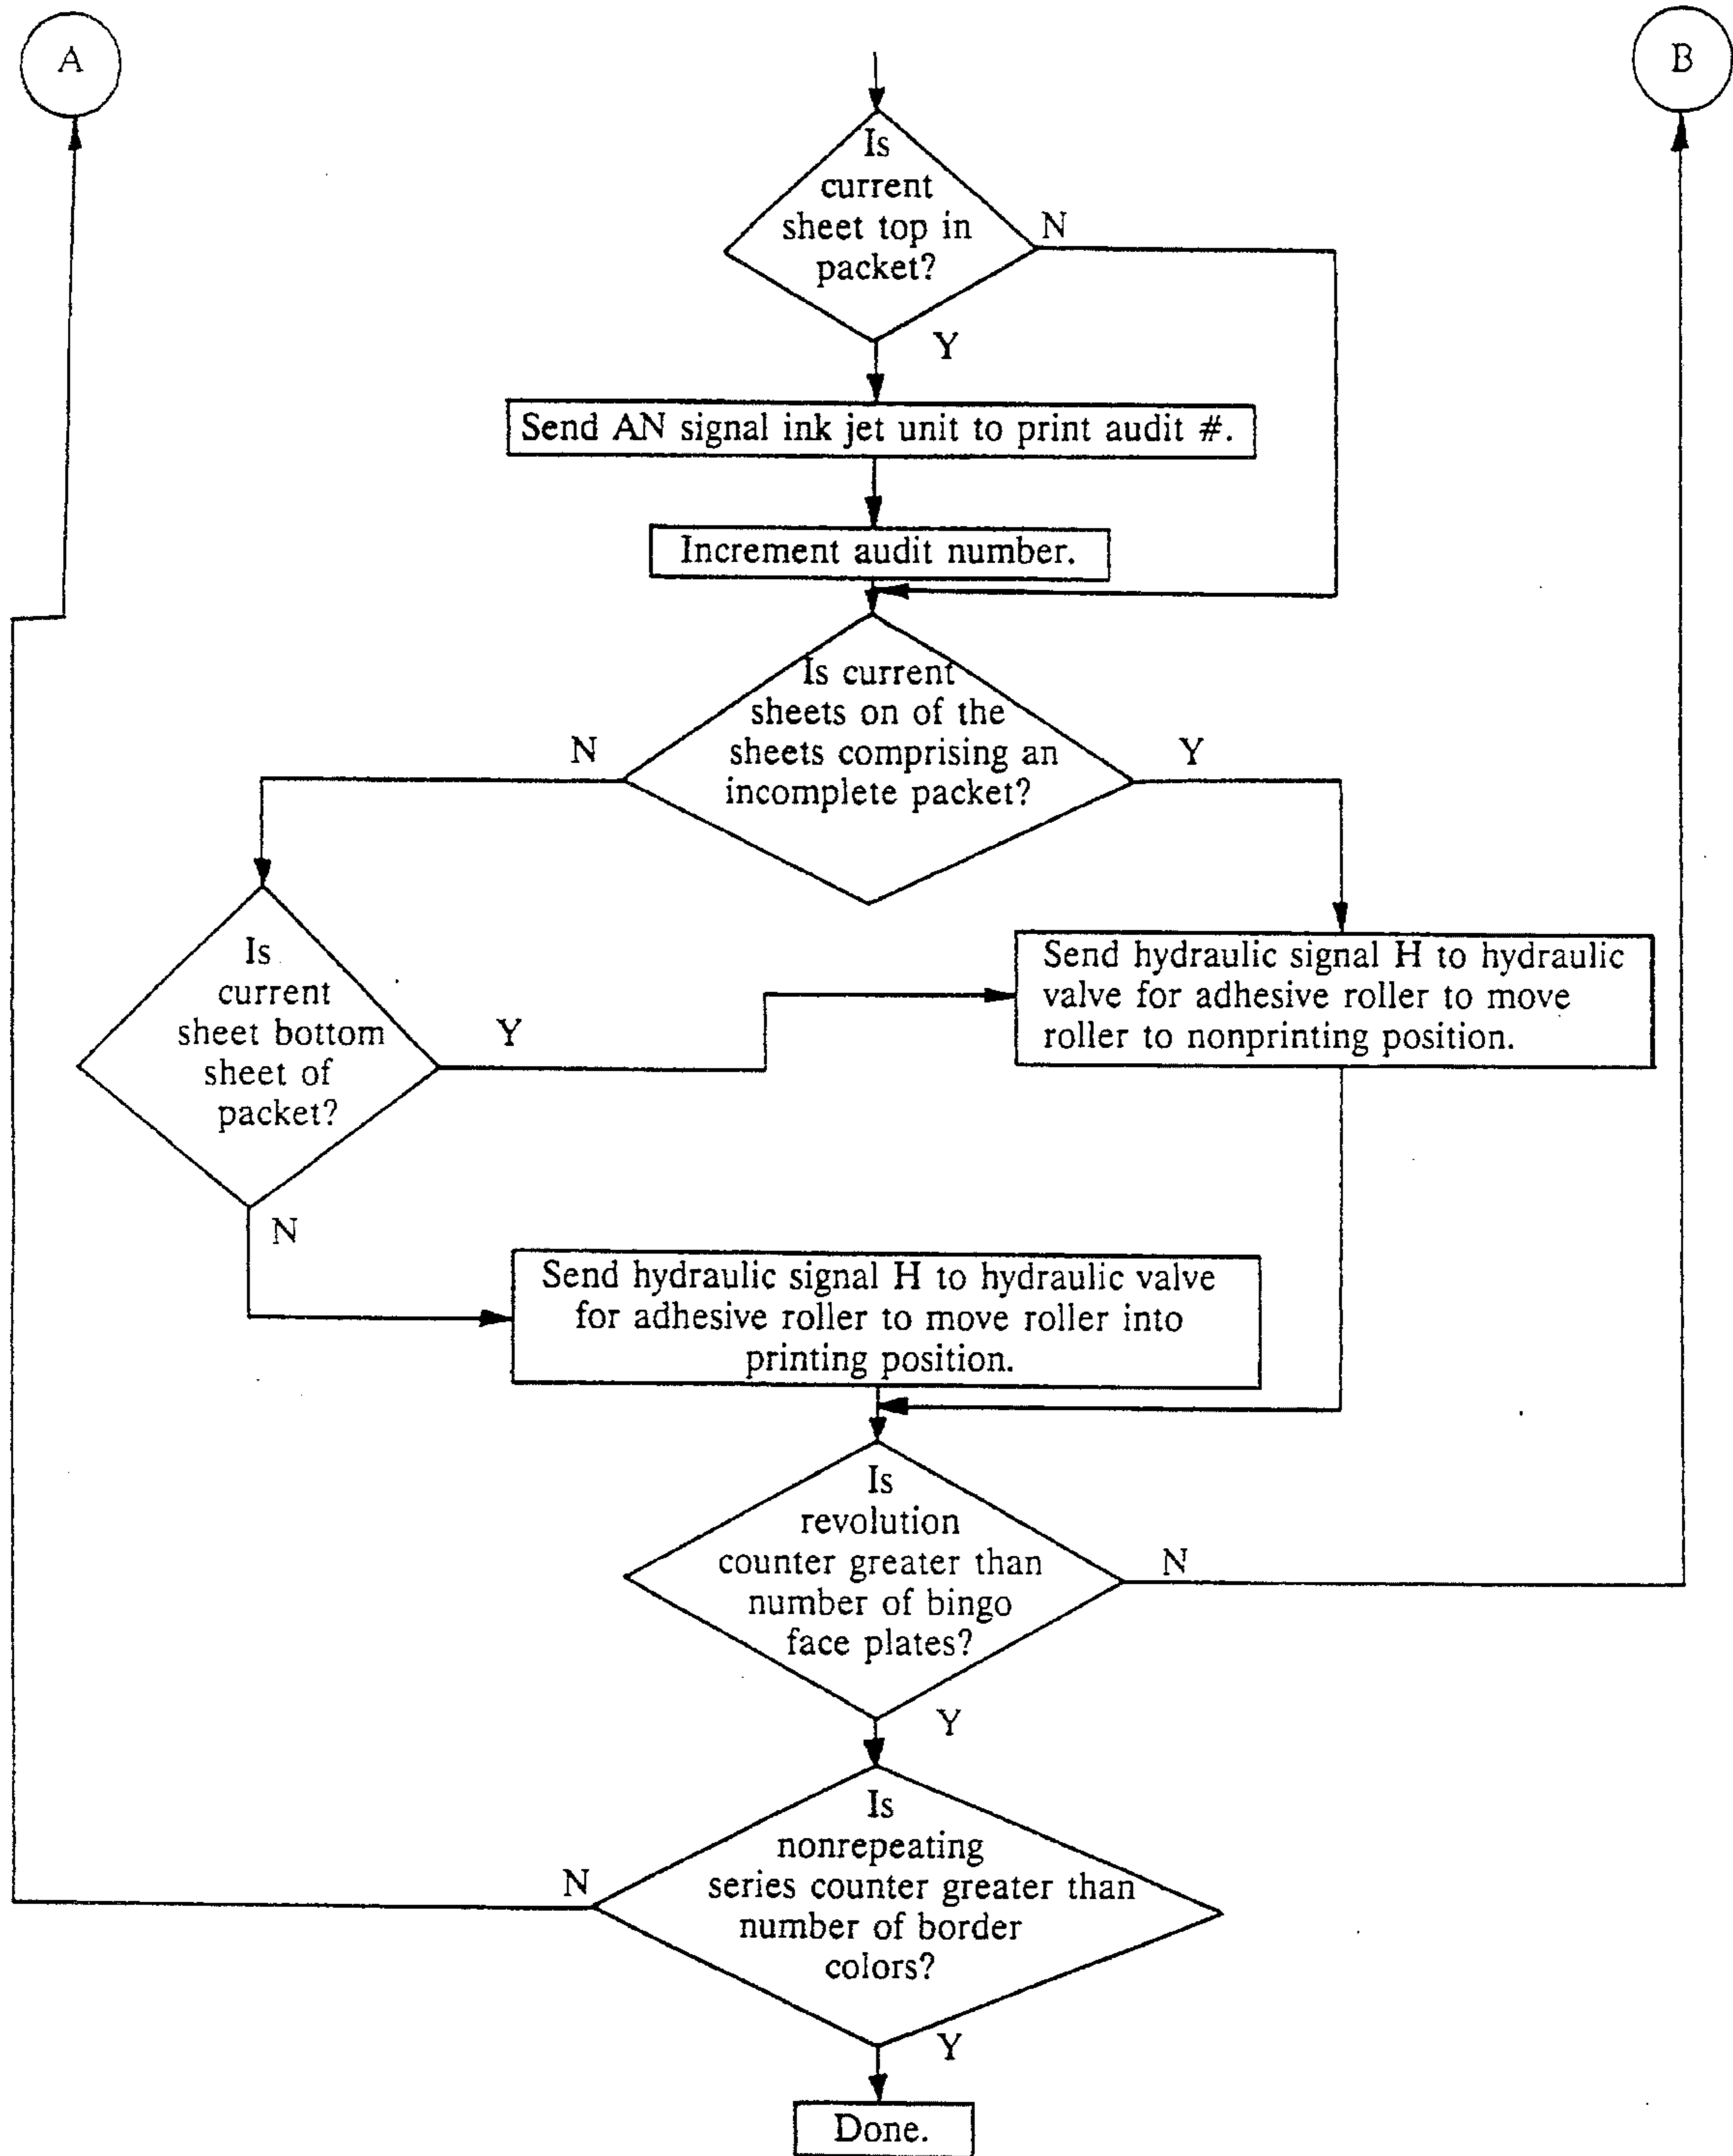 A
B
Is
current
sheet top in
packet?
N
Y
Send AN signal ink jet unit to print audit #.
Increment audit number.
Is current
sheets on of the
sheets comprising an
incomplete packet?
N
Y
Is
current
sheet bottom
sheet of
packet?
Y
N
Send hydraulic signal H to hydraulic
valve for adhesive roller to move
roller to nonprinting position.
Send hydraulic signal H to hydraulic valve
for adhesive roller to move roller into
printing position.
Is
revolution
counter greater than
number of bingo
face plates?
N
Y
Is
nonrepeating
series counter greater than
number of border
colors?
N
Y
Done.